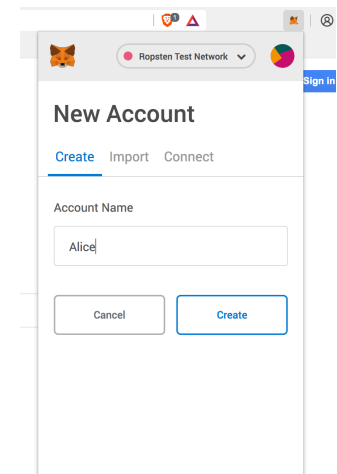 Ropsten Test Network
Sign in
New Account
Create Import Connect
Account Name
Alice
Cancel Create